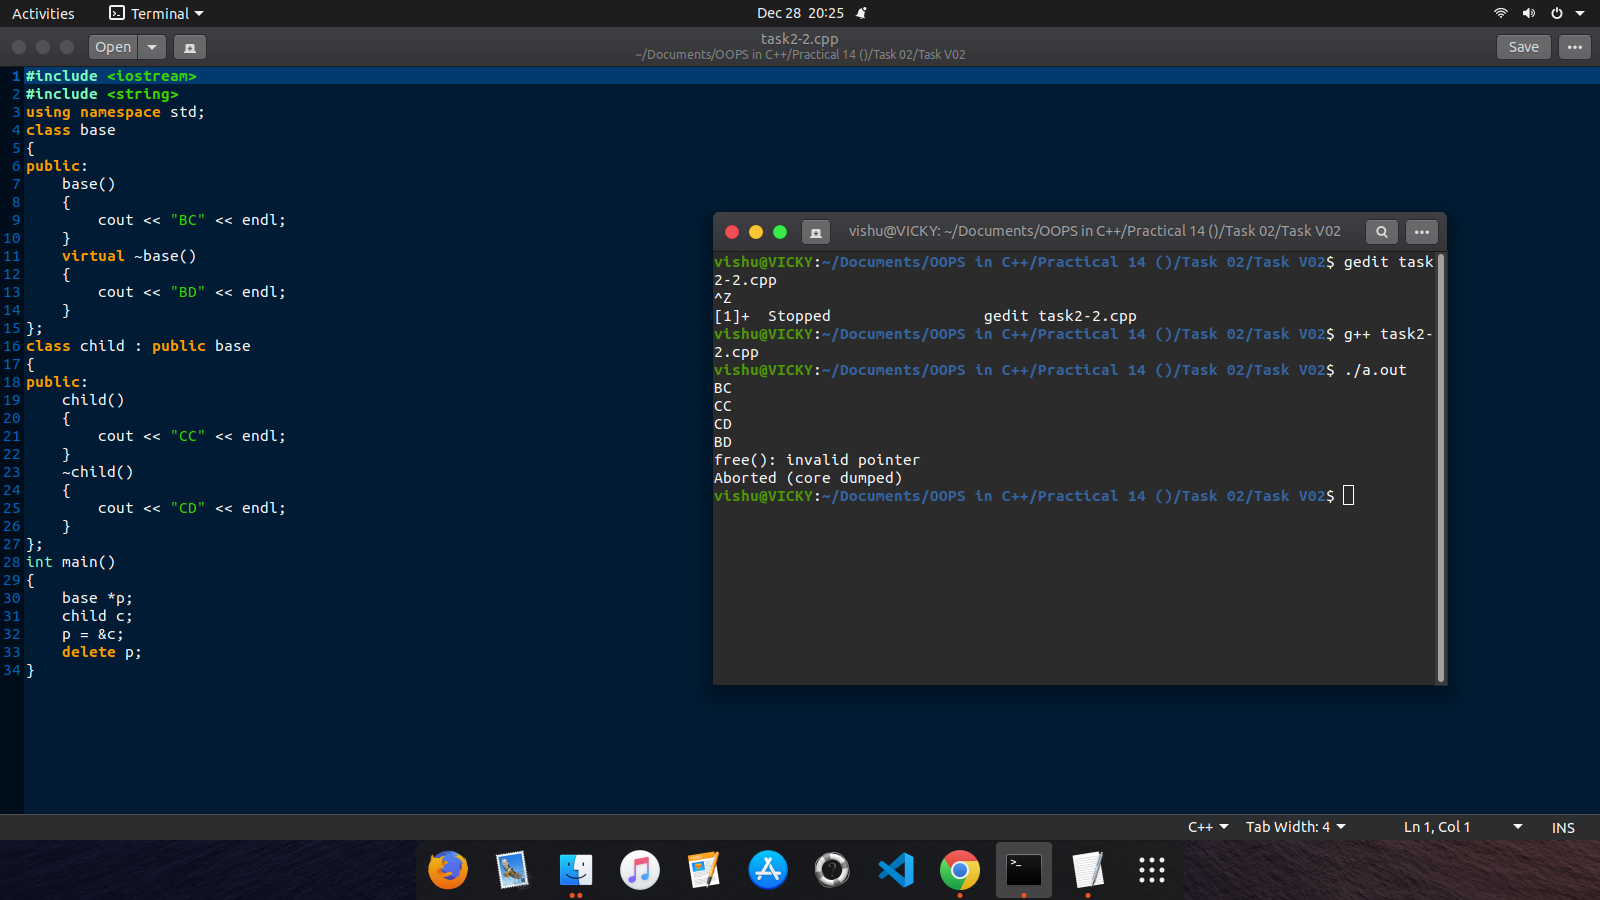 Activities
Terminal
Dec 28 20:25
Open
task2-2.cpp
~/Documents/OOPS in C++/Practical 14 ()/Task 02/Task V02
Save
1 #include <iostream>
2 #include <string>
3 using namespace std;
4 class base
5 {
6 public:
7     base()
8     {
9         cout << "BC" << endl;
10     }
11     virtual ~base()
12     {
13         cout << "BD" << endl;
14     }
15 };
16 class child : public base
17 {
18 public:
19     child()
20     {
21         cout << "CC" << endl;
22     }
23     ~child()
24     {
25         cout << "CD" << endl;
26     }
27 };
28 int main()
29 {
30     base *p;
31     child c;
32     p = &c;
33     delete p;
34 }
vishu@VICKY: ~/Documents/OOPS in C++/Practical 14 ()/Task 02/Task V02
vishu@VICKY:~/Documents/OOPS in C++/Practical 14 ()/Task 02/Task V02$ gedit task
2-2.cpp
^Z
[1]+  Stopped                 gedit task2-2.cpp
vishu@VICKY:~/Documents/OOPS in C++/Practical 14 ()/Task 02/Task V02$ g++ task2-
2.cpp
vishu@VICKY:~/Documents/OOPS in C++/Practical 14 ()/Task 02/Task V02$ ./a.out
BC
CC
CD
BD
free(): invalid pointer
Aborted (core dumped)
vishu@VICKY:~/Documents/OOPS in C++/Practical 14 ()/Task 02/Task V02$
C++
Tab Width: 4
Ln 1, Col 1
INS